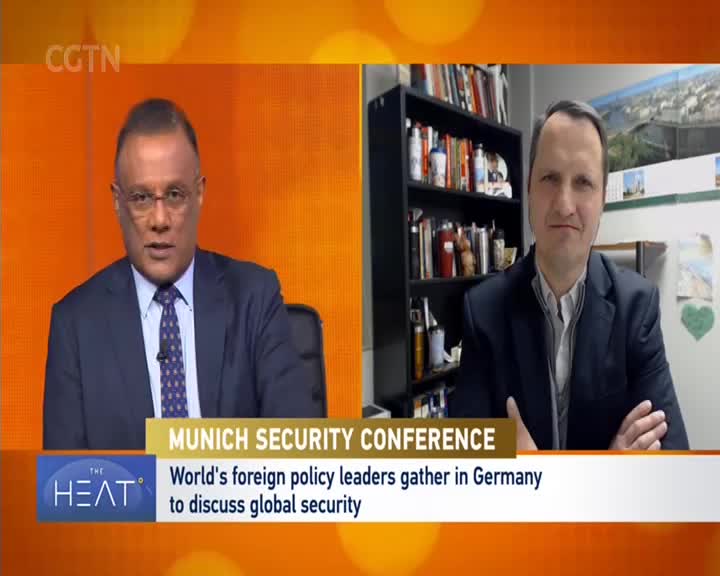 CGTN
MUNICH SECURITY CONFERENCE
THE
HEAT
World's foreign policy leaders gather in Germany
to discuss global security